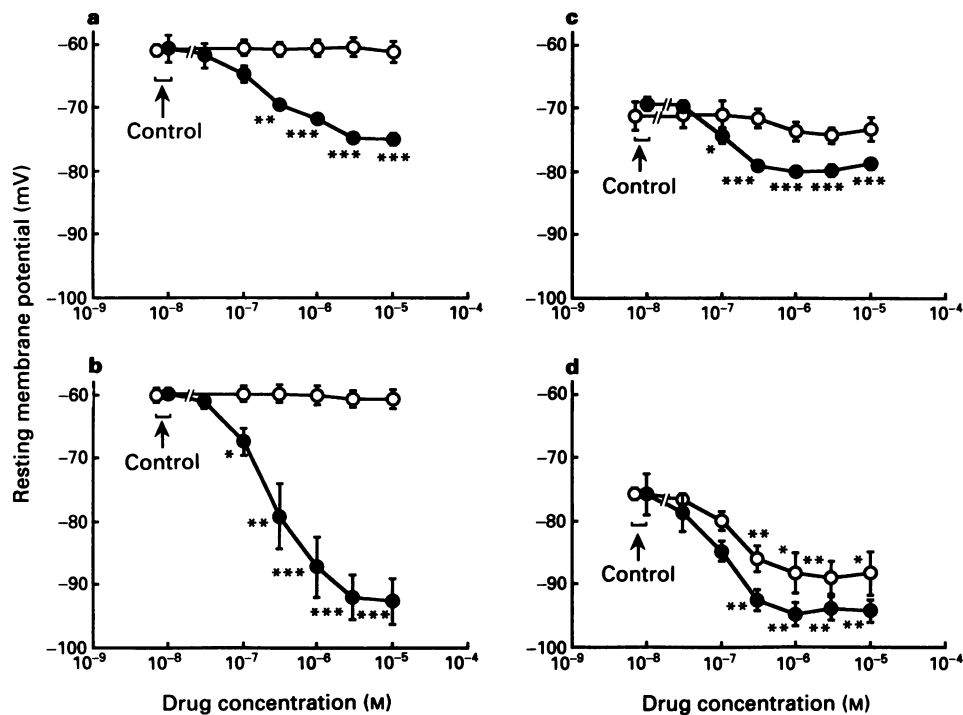 a
−60
−70
−80
−90
−100
Control
** *** *** ***
10⁻⁹ 10⁻⁸ 10⁻⁷ 10⁻⁶ 10⁻⁵ 10⁻⁴
c
−60
−70
−80
−90
−100
Control
* *** *** *** ***
10⁻⁹ 10⁻⁸ 10⁻⁷ 10⁻⁶ 10⁻⁵ 10⁻⁴
b
−60
−70
−80
−90
−100
Control
* ** *** *** ***
10⁻⁹ 10⁻⁸ 10⁻⁷ 10⁻⁶ 10⁻⁵ 10⁻⁴
d
−60
−70
−80
−90
−100
Control
** * ** *
** ** ** **
10⁻⁹ 10⁻⁸ 10⁻⁷ 10⁻⁶ 10⁻⁵ 10⁻⁴
Resting membrane potential (mV)
Drug concentration (M)
Drug concentration (M)